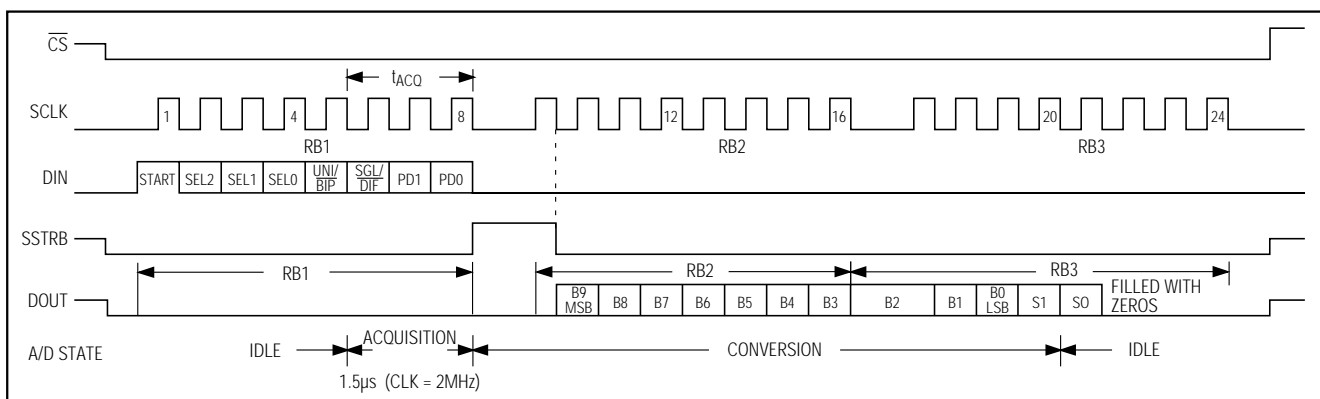 CS
tACQ
SCLK 1 4 8 12 16 20 24
RB1 RB2 RB3
DIN START SEL2 SEL1 SEL0 UNI/BIP SGL/DIF PD1 PD0
SSTRB
RB1 RB2 RB3
DOUT B9 MSB B8 B7 B6 B5 B4 B3 B2 B1 B0 LSB S1 S0 FILLED WITH ZEROS
A/D STATE IDLE ACQUISITION CONVERSION IDLE
1.5µs (CLK = 2MHz)